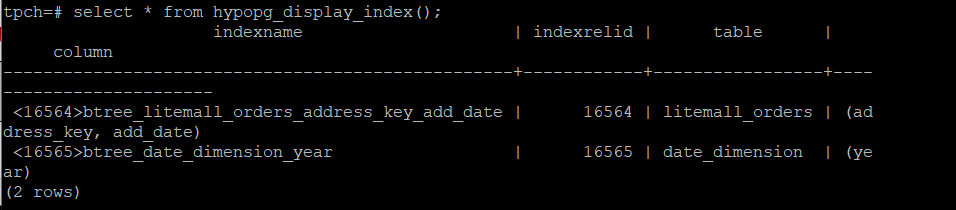 tpch=# select * from hypopg_display_index();
                     indexname                     | indexrelid |      table      |
     column
---------------------------------------------------+------------+-----------------+----
---------------------
 <16564>btree_litemall_orders_address_key_add_date |      16564 | litemall_orders | (ad
dress_key, add_date)
 <16565>btree_date_dimension_year                  |      16565 | date_dimension  | (ye
ar)
(2 rows)